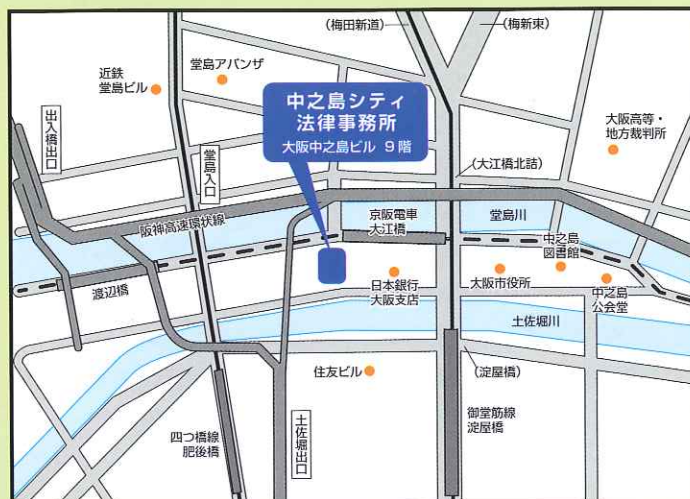 (梅田新道)
(梅新東)
近鉄
堂島ビル
堂島アバンザ
中之島シティ
法律事務所
大阪中之島ビル 9階
大阪高等・
地方裁判所
出入橋出口
堂島入口
(大江橋北詰)
阪神高速環状線
京阪電車
大江橋
堂島川
中之島
図書館
渡辺橋
日本銀行
大阪支店
大阪市役所
中之島
公会堂
土佐堀川
住友ビル
(淀屋橋)
四つ橋線
肥後橋
土佐堀出口
御堂筋線
淀屋橋